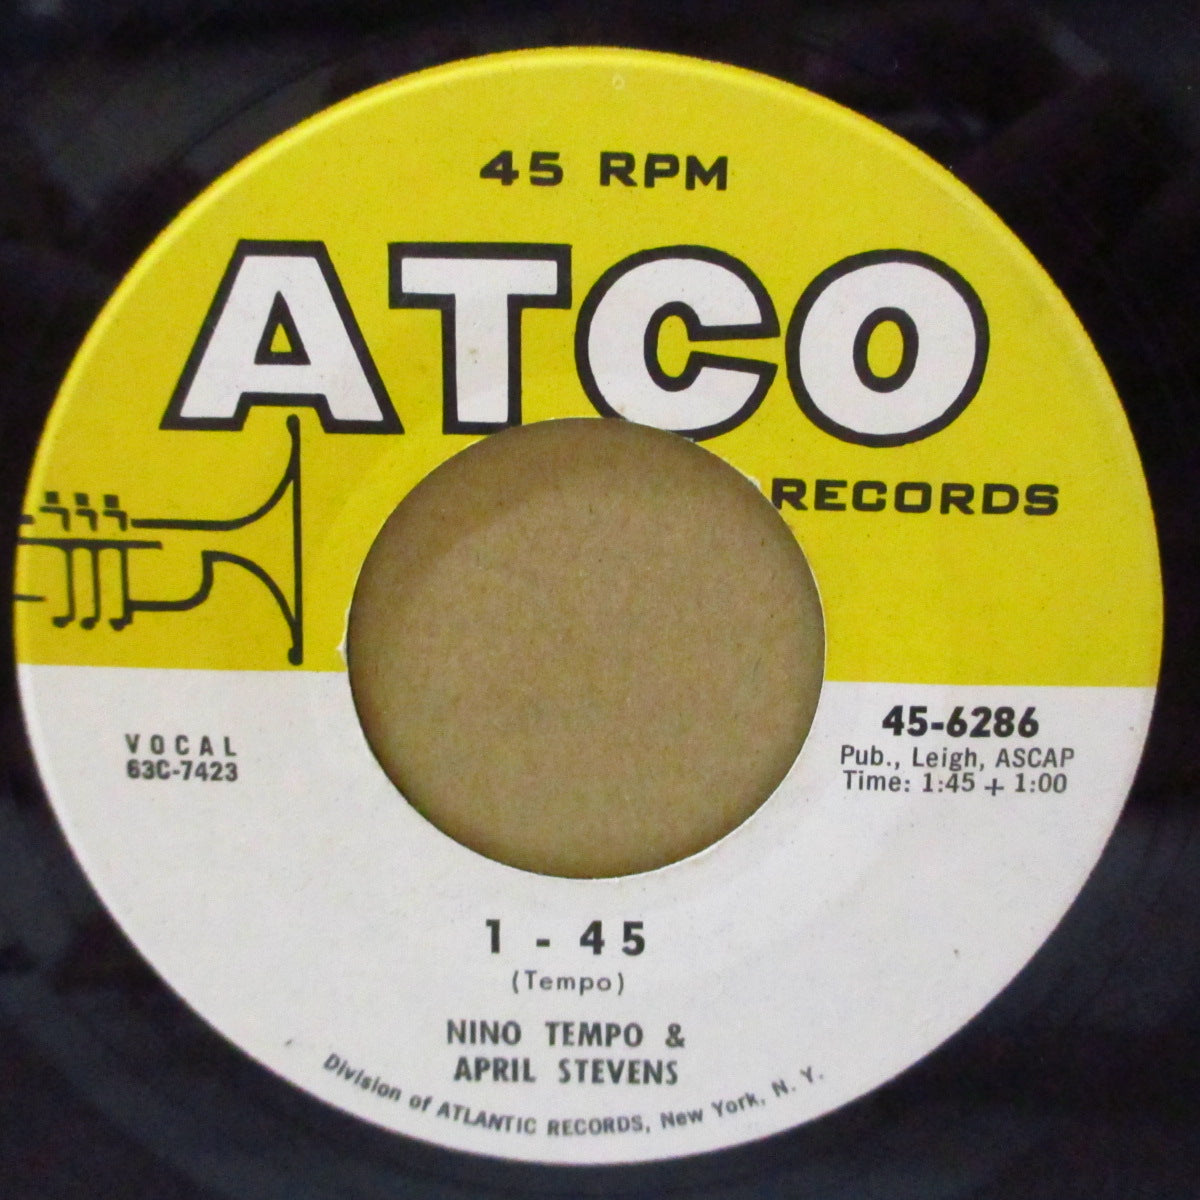 45 RPM
ATCO
RECORDS
VOCAL
63C-7423
45-6286
Pub., Leigh, ASCAP
Time: 1:45 + 1:00
1 - 45
(Tempo)
NINO TEMPO &
APRIL STEVENS
Division of ATLANTIC RECORDS, New York, N. Y.